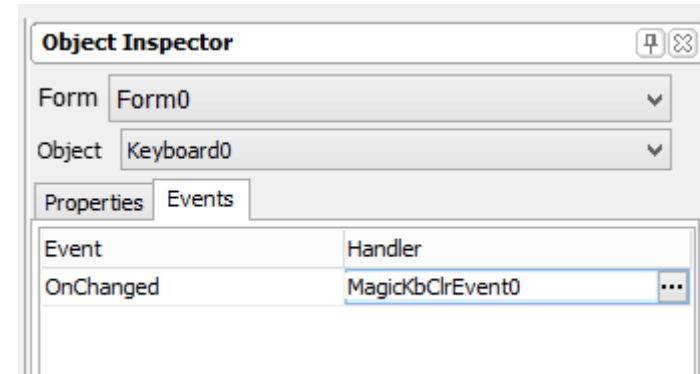 Object Inspector
Form Form0
Object Keyboard0
Properties Events
Event Handler
OnChanged MagicKbClrEvent0 ...